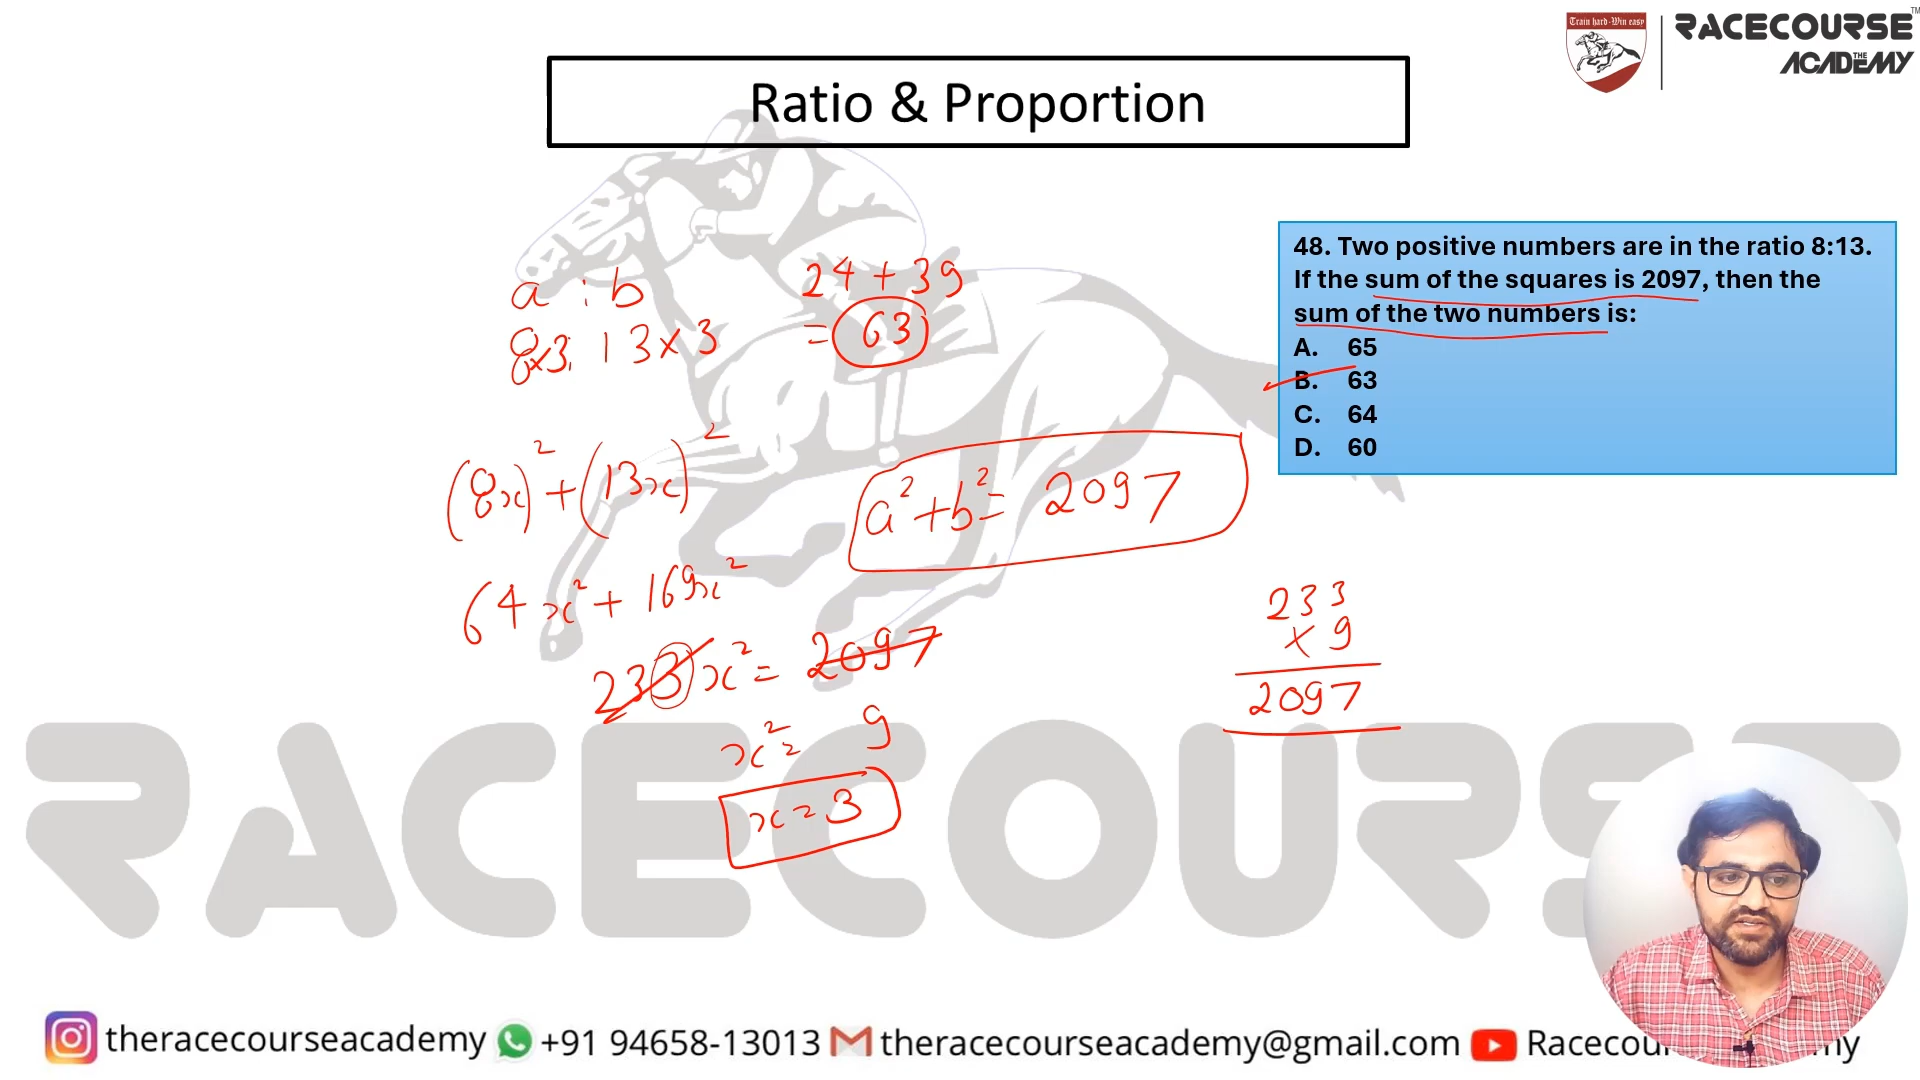 Train hard-Win easy
RACECOURSE TM
THE ACADEMY
Ratio & Proportion
48. Two positive numbers are in the ratio 8:13.
If the sum of the squares is 2097, then the
sum of the two numbers is:
A. 65
B. 63
C. 64
D. 60
a : b
8x3: 13x3
24 + 39
= 63
(8x)² + (13x)²
a² + b² = 2097
64x² + 169x²
233x² = 2097
x² = 9
x = 3
233
x 9
2097
RACECOURSE
theracecourseacademy +91 94658-13013 theracecourseacademy@gmail.com